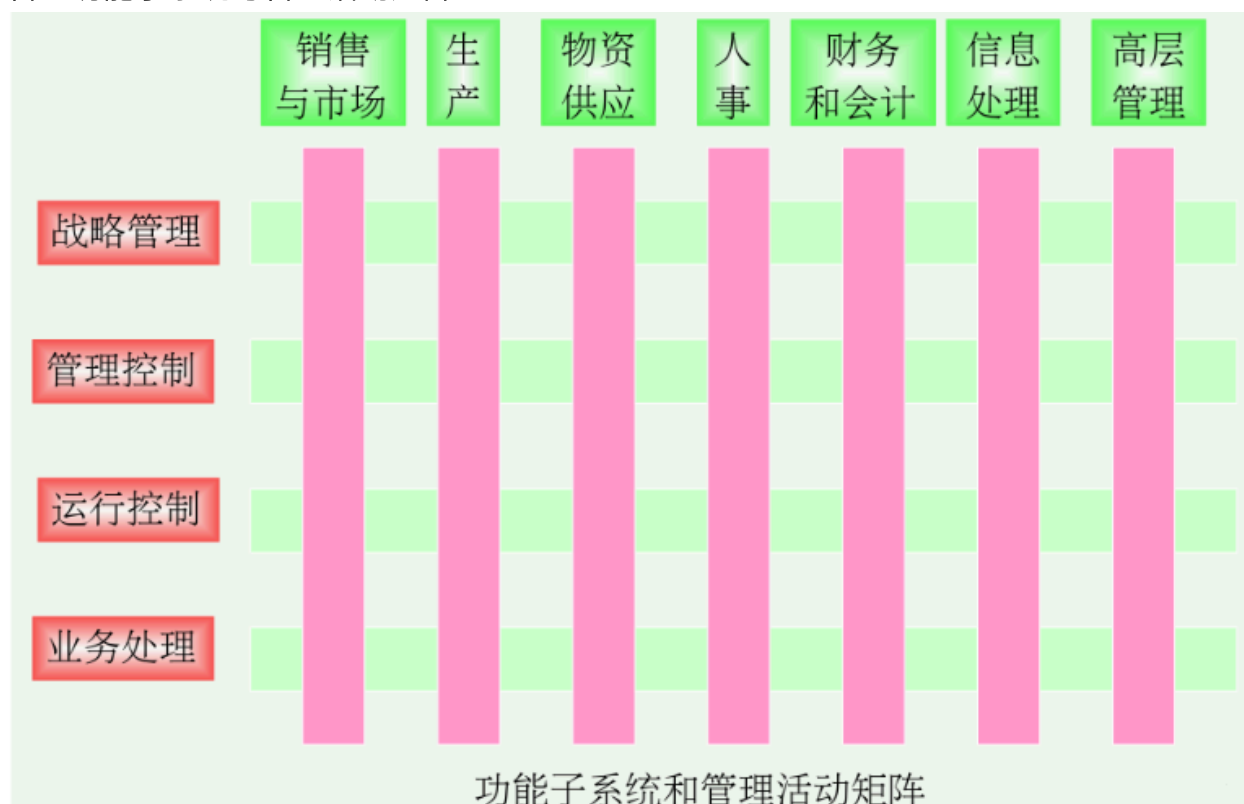 销售
与市场
生
产
物资
供应
人
事
财务
和会计
信息
处理
高层
管理
战略管理
管理控制
运行控制
业务处理
功能子系统和管理活动矩阵